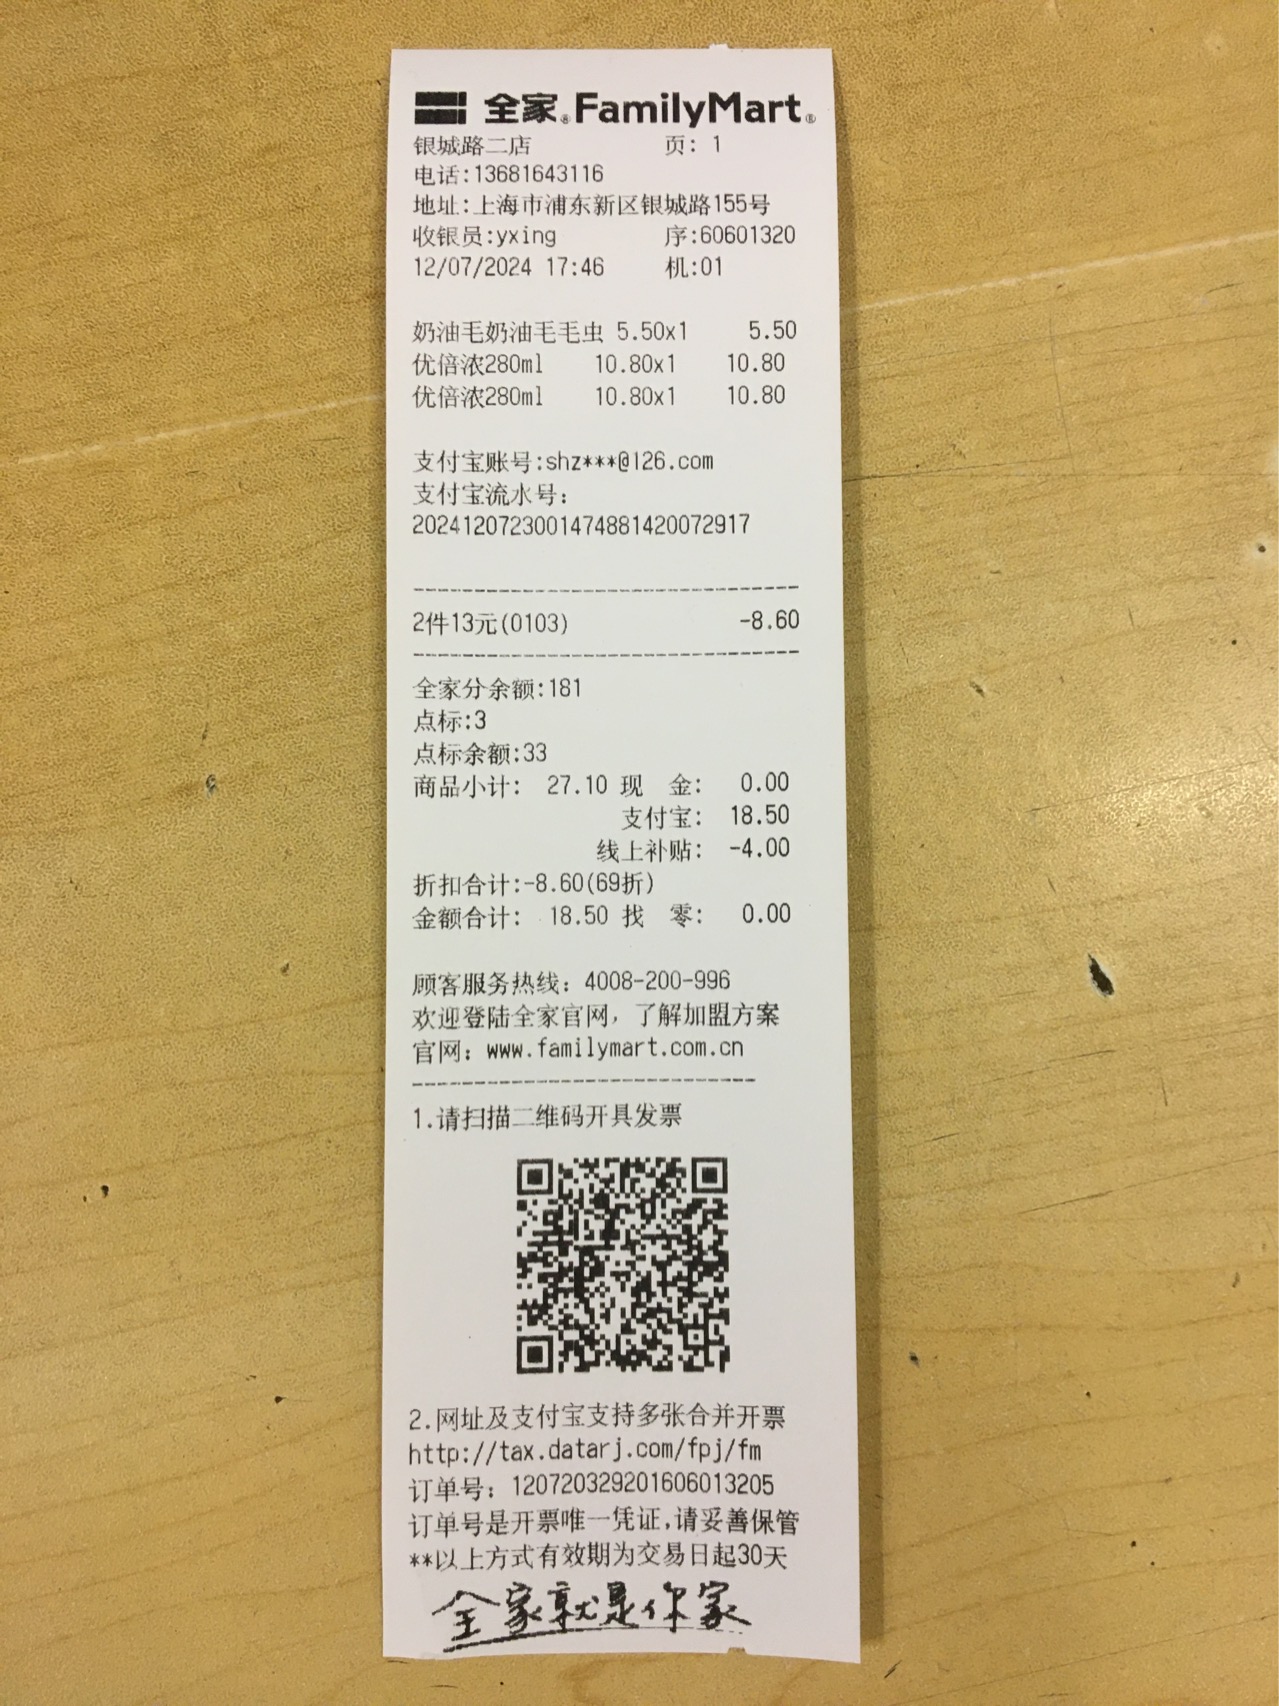 全家® FamilyMart®
银城路二店 页: 1
电话:13681643116
地址:上海市浦东新区银城路155号
收银员:yxing 序:60601320
12/07/2024 17:46 机:01
奶油毛奶油毛毛虫 5.50x1 5.50
优倍浓280ml 10.80x1 10.80
优倍浓280ml 10.80x1 10.80
支付宝账号:shz***@126.com
支付宝流水号:
2024120723001474881420072917
2件13元(0103) -8.60
全家分余额:181
点标:3
点标余额:33
商品小计: 27.10 现 金: 0.00
支付宝: 18.50
线上补贴: -4.00
折扣合计:-8.60(69折)
金额合计: 18.50 找 零: 0.00
顾客服务热线: 4008-200-996
欢迎登陆全家官网, 了解加盟方案
官网: www.familymart.com.cn
1.请扫描二维码开具发票
2.网址及支付宝支持多张合并开票
http://tax.datarj.com/fpj/fm
订单号: 120720329201606013205
订单号是开票唯一凭证,请妥善保管
**以上方式有效期为交易日起30天
全家就是你家